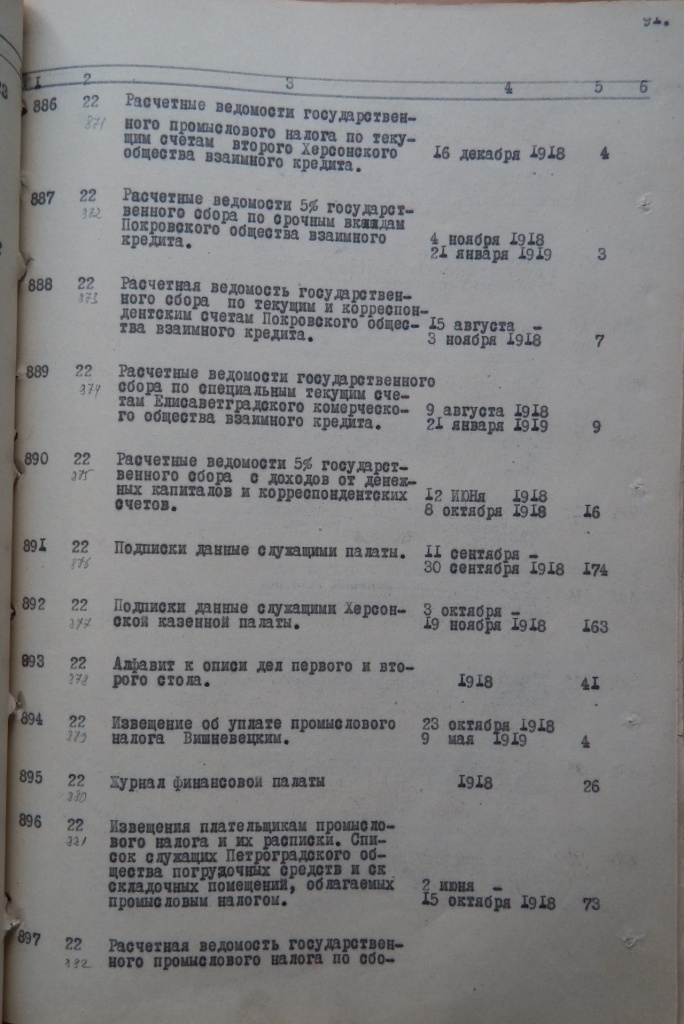 91.
1 2 3 4 5 6
886 22 Расчетные ведомости государствен-
871 ного промыслового налога по теку-
щим счетам второго Херсонского
общества взаимного кредита. 16 декабря 1918 4
887 22 Расчетные ведомости 5% государст-
872 венного сбора по срочным вкладам
Покровского общества взаимного 4 ноября 1918
кредита. 21 января 1919 3
888 22 Расчетная ведомость государствен-
873 ного сбора по текущим и корреспон-
дентским счетам Покровского общес- 15 августа -
тва взаимного кредита. 3 ноября 1918 7
889 22 Расчетные ведомости государственного
874 сбора по специальным текущим сче-
там Елисаветградского комерческо- 9 августа 1918
го общества взаимного кредита. 21 января 1919 9
890 22 Расчетные ведомости 5% государст-
875 венного сбора с доходов от денеж-
ных капиталов и корреспондентских 12 июня 1918
счетов. 8 октября 1918 16
891 22 Подписки данные служащими палаты. 11 сентября -
876 30 сентября 1918 174
892 22 Подписки данные служащими Херсон- 3 октября -
877 ской казенной палаты. 19 ноября 1918 163
893 22 Алфавит к описи дел первого и вто-
878 рого стола. 1918 41
894 22 Извещение об уплате промыслового 23 октября 1918
879 налога Вишневецким. 9 мая 1919 4
895 22 Журнал финансовой палаты 1918 26
880
896 22 Извещения плательщикам промысло-
881 вого налога и их расписки. Спи-
сок служащих Петроградского об-
щества погрузочных средств и ск
складочных помещений, облагаемых 2 июня -
промысловым налогом. 15 октября 1918 73
897 22 Расчетная ведомость государствен-
882 ного промыслового налога по сбо-